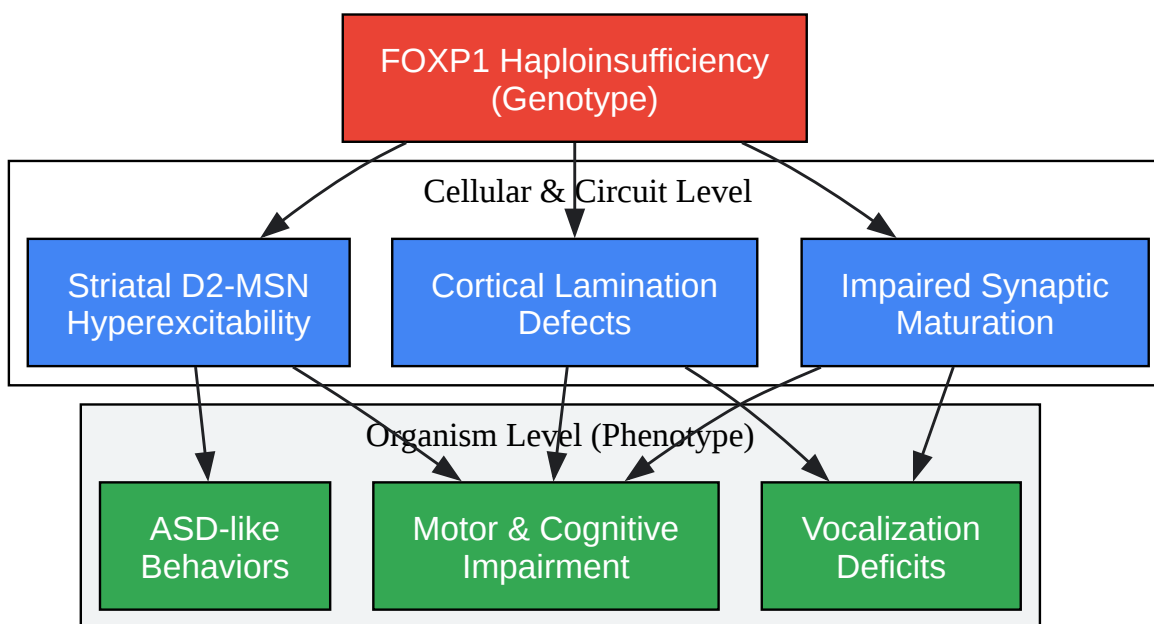 FOXP1 Haploinsufficiency
(Genotype)
Cellular & Circuit Level
Striatal D2-MSN
Hyperexcitability
Cortical Lamination
Defects
Impaired Synaptic
Maturation
Organism Level (Phenotype)
ASD-like
Behaviors
Motor & Cognitive
Impairment
Vocalization
Deficits